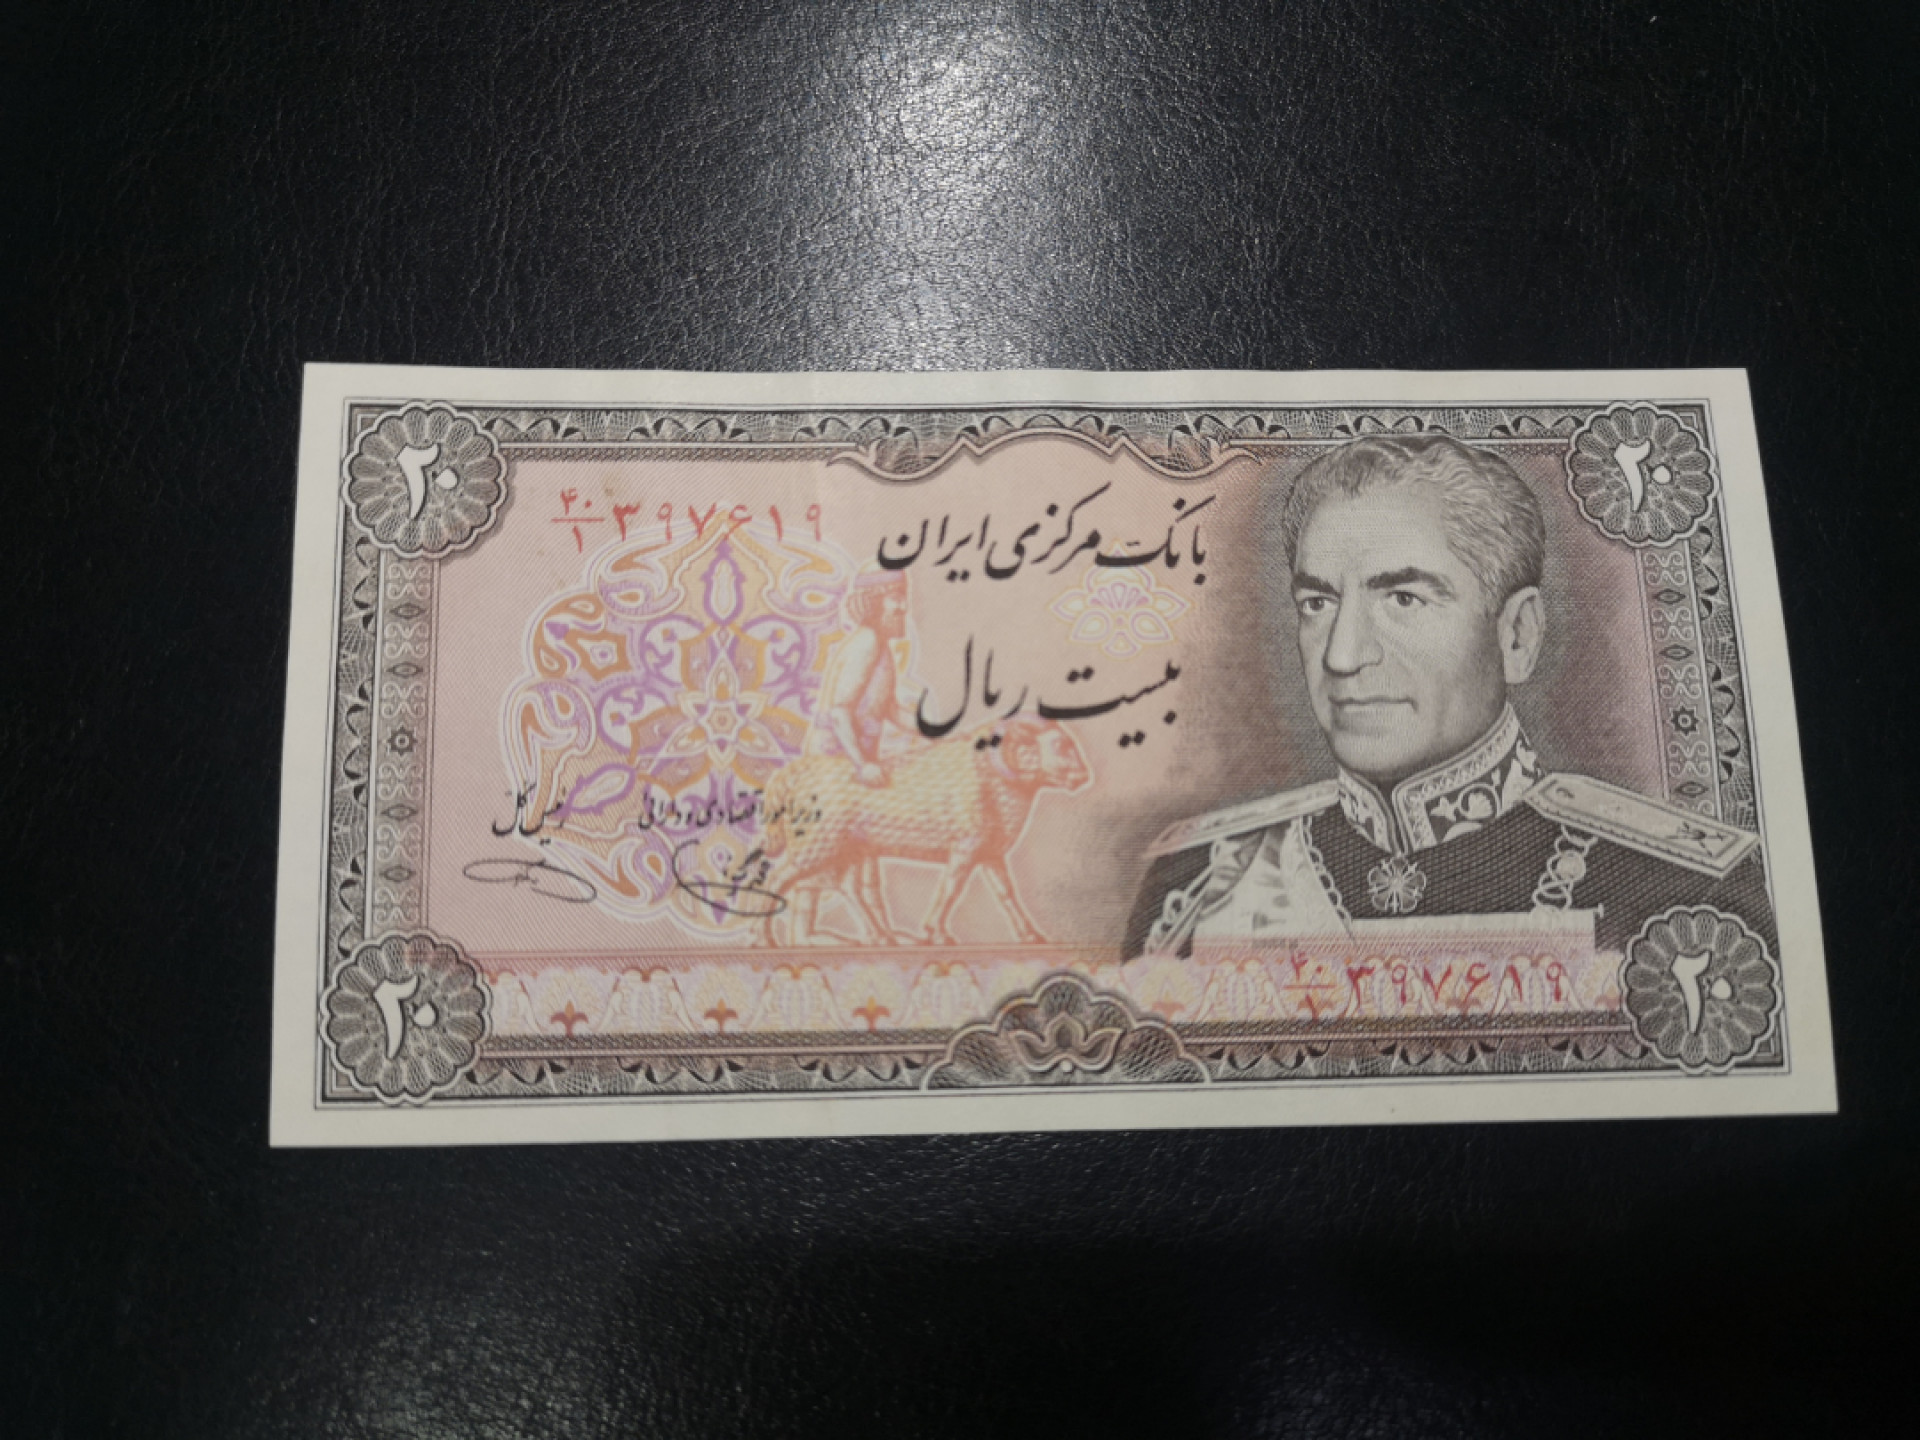 ۲۰
۲۰
۴۰/۱ ۳۹۷۶۱۹
بانک مرکزی ایران
بیست ریال
وزیر امور اقتصادی و دارائی
رئیس کل
۴۰/۱ ۳۹۷۶۱۹
۲۰
۲۰